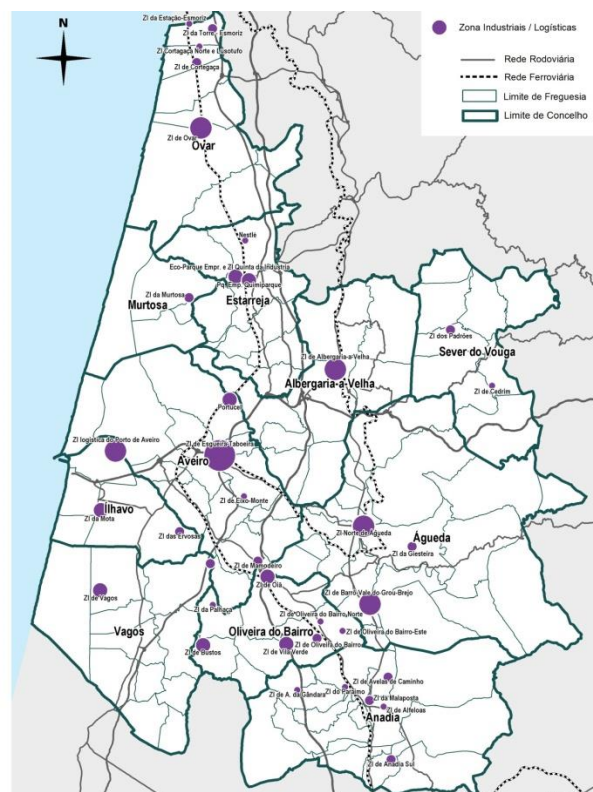 N
Zona Industriais / Logísticas
Rede Rodoviária
Rede Ferroviária
Limite de Freguesia
Limite de Concelho
ZI da Estação-Esmoriz
ZI da Torre - Esmoriz
ZI Cortegaça Norte e Lusotufo
ZI de Cortegaça
ZI de Ovar
Ovar
Nestlé
Eco-Parque Empr. e ZI Quinta da Indústria
Pq. Emp. Quimiparque
Estarreja
ZI da Murtosa
Murtosa
ZI dos Padrões
Sever do Vouga
ZI de Cedrim
ZI de Albergaria-a-Velha
Albergaria-a-Velha
Portucel
ZI logística do Porto de Aveiro
ZI de Esgueira-Taboeira
Aveiro
ZI de Eixo-Monte
Ílhavo
ZI da Mota
ZI das Ervosas
ZI Norte de Águeda
Águeda
ZI da Giesteira
ZI de Mamodeiro
ZI de Oiã
ZI de Vagos
Vagos
ZI da Palhaça
ZI de Barrô-Vale do Grou-Brejo
ZI de Oliveira do Bairro Norte
Oliveira do Bairro
ZI de Oliveira do Bairro-Este
ZI de Oliveira do Bairro
ZI de Bustos
ZI de Vila Verde
ZI de Avelas de Caminho
ZI de A. da Gândara
ZI do Paraimo
ZI da Malaposta
ZI de Alfeloas
Anadia
ZI de Anadia Sul